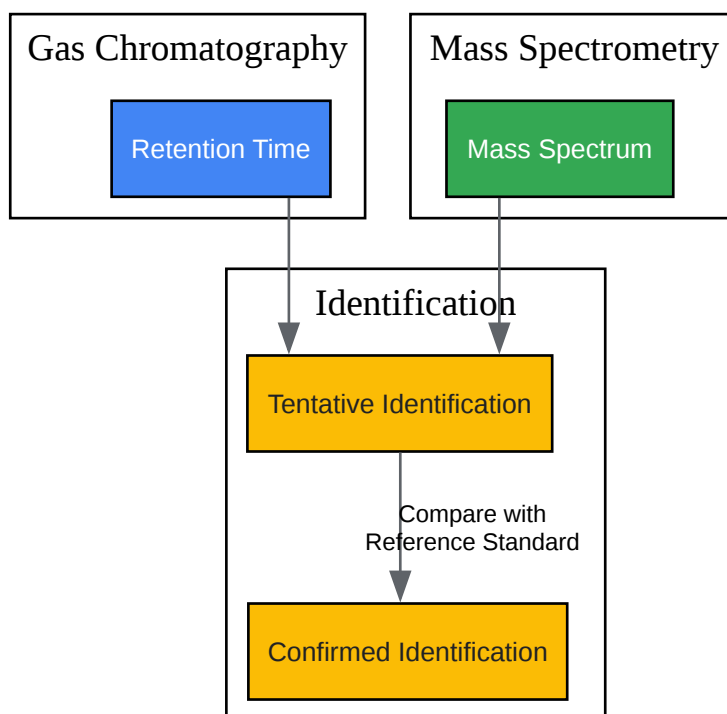 Gas Chromatography
Mass Spectrometry
Retention Time
Mass Spectrum
Identification
Tentative Identification
Compare with
Reference Standard
Confirmed Identification